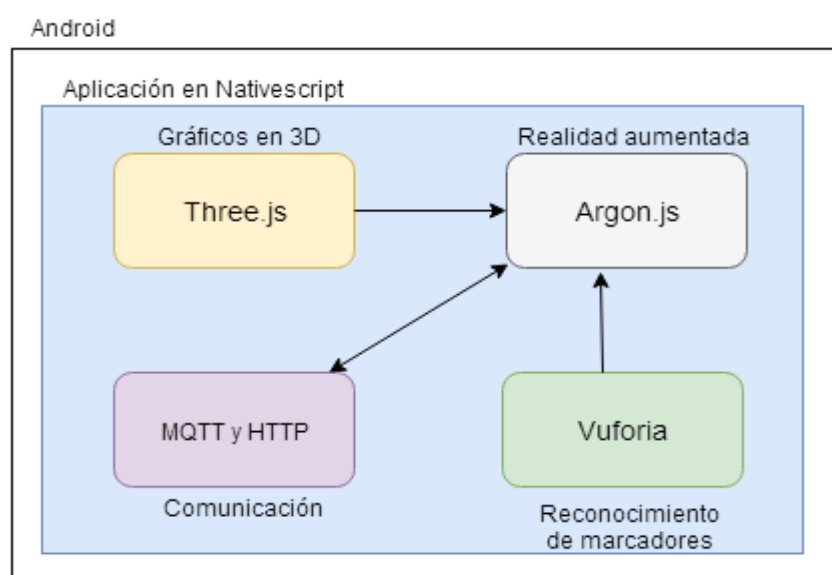 Android
Aplicación en Nativescript
Gráficos en 3D
Realidad aumentada
Three.js
Argon.js
MQTT y HTTP
Vuforia
Comunicación
Reconocimiento
de marcadores